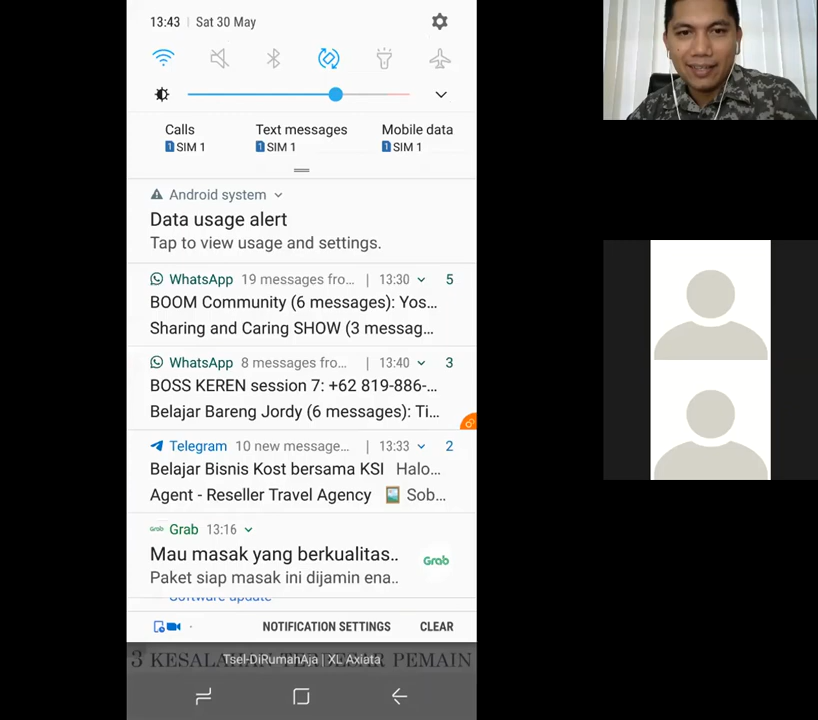 13:43 | Sat 30 May
Calls Text messages Mobile data
1 SIM 1 1 SIM 1 1 SIM 1
Android system
Data usage alert
Tap to view usage and settings.
WhatsApp 19 messages fro... | 13:30 5
BOOM Community (6 messages): Yos...
Sharing and Caring SHOW (3 messag...
WhatsApp 8 messages fro... | 13:40 3
BOSS KEREN session 7: +62 819-886-...
Belajar Bareng Jordy (6 messages): Ti...
Telegram 10 new message... | 13:33 2
Belajar Bisnis Kost bersama KSI Halo...
Agent - Reseller Travel Agency 🖼 Sob...
Grab Grab 13:16
Mau masak yang berkualitas..
Grab
Paket siap masak ini dijamin ena..
Software update
NOTIFICATION SETTINGS CLEAR
3 KESALAHAN TERBESAR PEMAIN
Tsel-DiRumahAja | XL Axiata